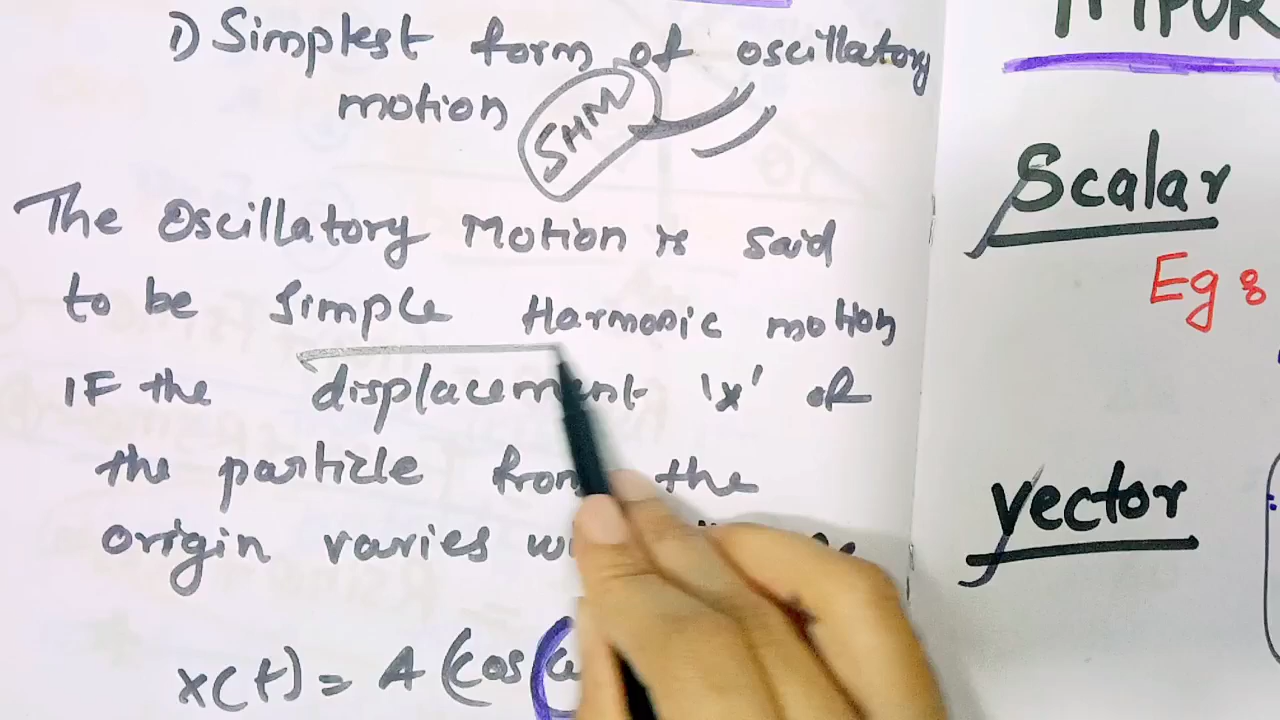 1) Simplest form of oscillatory
motion
SHM
The Oscillatory Motion is said
to be Simple Harmonic motion
IF the displacement 'x' of
the particle from the
origin varies
x(t) = A (cos
Scalar
Eg :
Vector